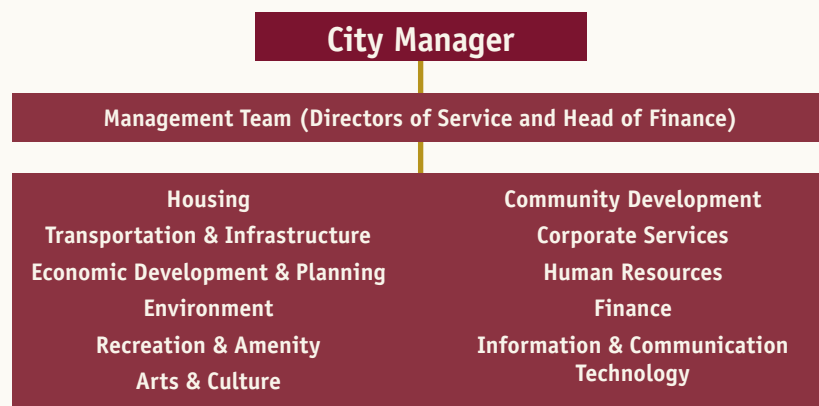 City Manager
Management Team (Directors of Service and Head of Finance)
Housing
Transportation & Infrastructure
Economic Development & Planning
Environment
Recreation & Amenity
Arts & Culture
Community Development
Corporate Services
Human Resources
Finance
Information & Communication
Technology